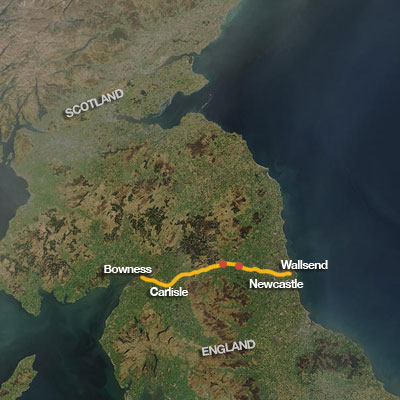 SCOTLAND
Bowness
Wallsend
Carlisle
Newcastle
ENGLAND